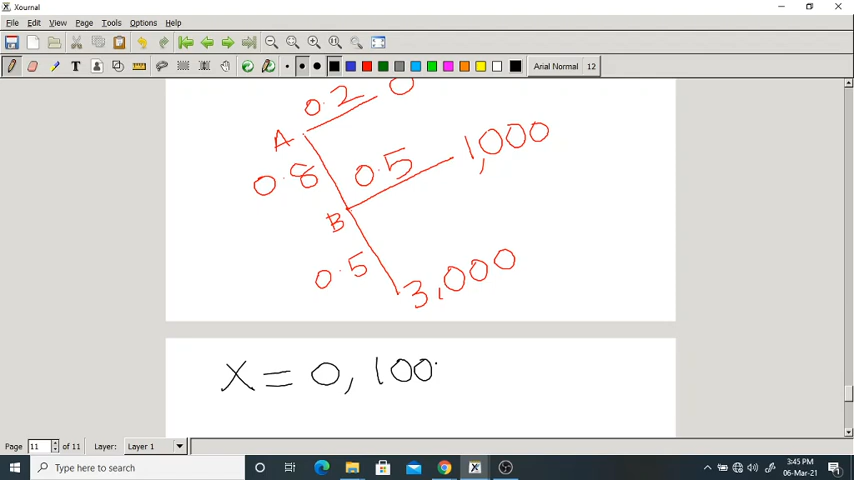 Xournal
File Edit View Page Tools Options Help
Arial Normal 12
0.2 0
A
0.8 0.5 1,000
B
0.5 3,000
X = 0, 100
Page 11 of 11 Layer: Layer 1
Type here to search
3:45 PM
06-Mar-21